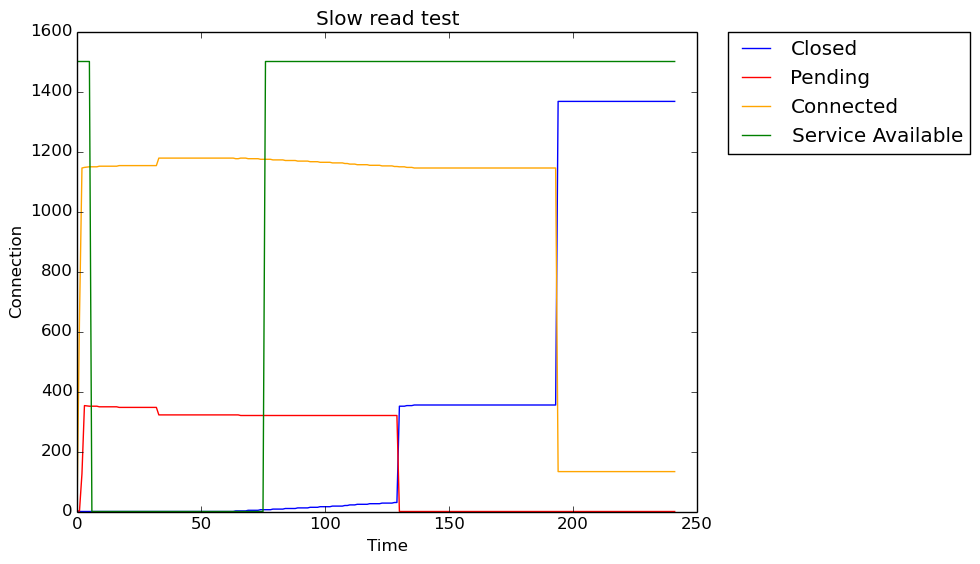 Slow read test
1600
1400
1200
1000
800
600
400
200
0
Connection
0 50 100 150 200 250
Time
Closed
Pending
Connected
Service Available